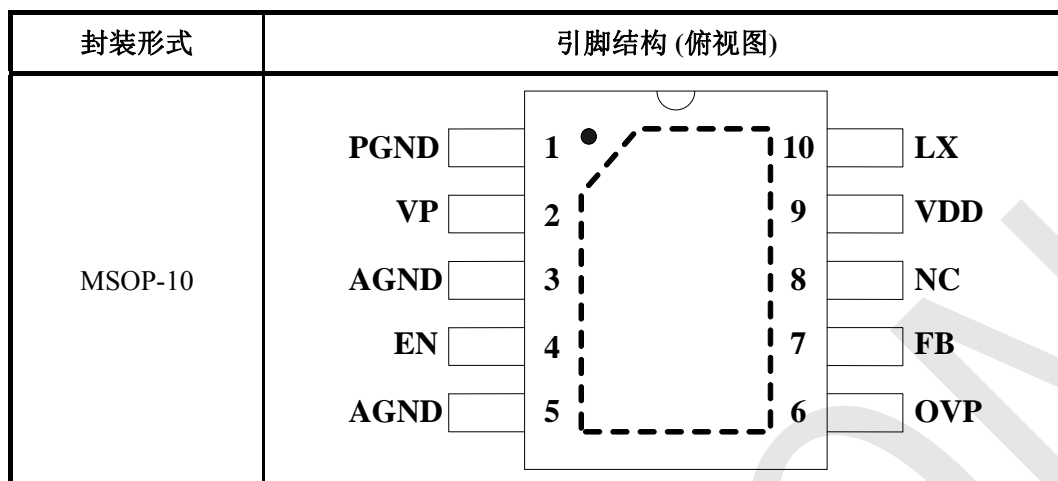 封装形式 引脚结构 (俯视图)
MSOP-10
PGND 1 10 LX
VP 2 9 VDD
AGND 3 8 NC
EN 4 7 FB
AGND 5 6 OVP